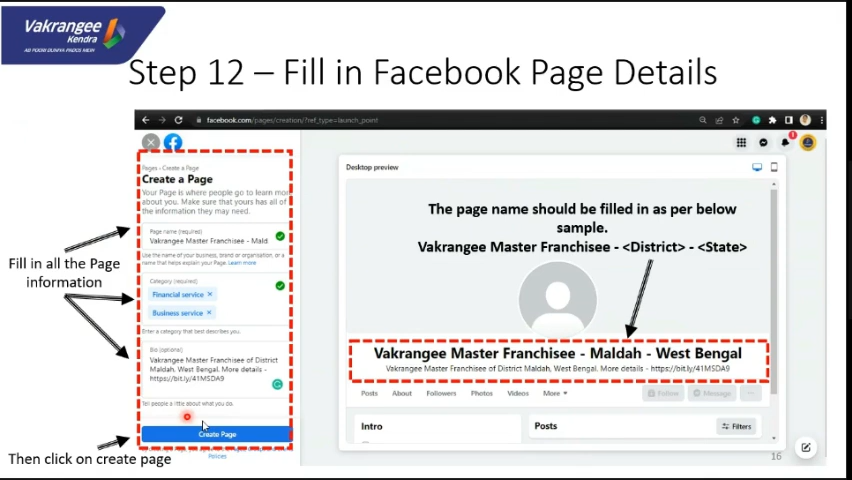 Vakrangee
Kendra
AB POORI DUNIYA PADOS MEIN
Step 12 – Fill in Facebook Page Details
facebook.com/pages/creation/?ref_type=launch_point
Pages › Create a Page
Create a Page
Your Page is where people go to learn more
about you. Make sure that yours has all of
the information they may need.
Page name (required)
Vakrangee Master Franchisee - Mald
Use the name of your business, brand or organisation, or a
name that helps explain your Page. Learn more
Category (required)
Financial service ×
Business service ×
Enter a category that best describes you.
Bio (optional)
Vakrangee Master Franchisee of District
Maldah, West Bengal. More details -
https://bit.ly/41MSDA9
Tell people a little about what you do.
Create Page
Policies
Fill in all the Page
information
Then click on create page
1
Desktop preview
The page name should be filled in as per below
sample.
Vakrangee Master Franchisee - <District> - <State>
Vakrangee Master Franchisee - Maldah - West Bengal
Vakrangee Master Franchisee of District Maldah, West Bengal. More details - https://bit.ly/41MSDA9
Posts About Followers Photos Videos More
Follow Message ...
Intro
Posts
Filters
16